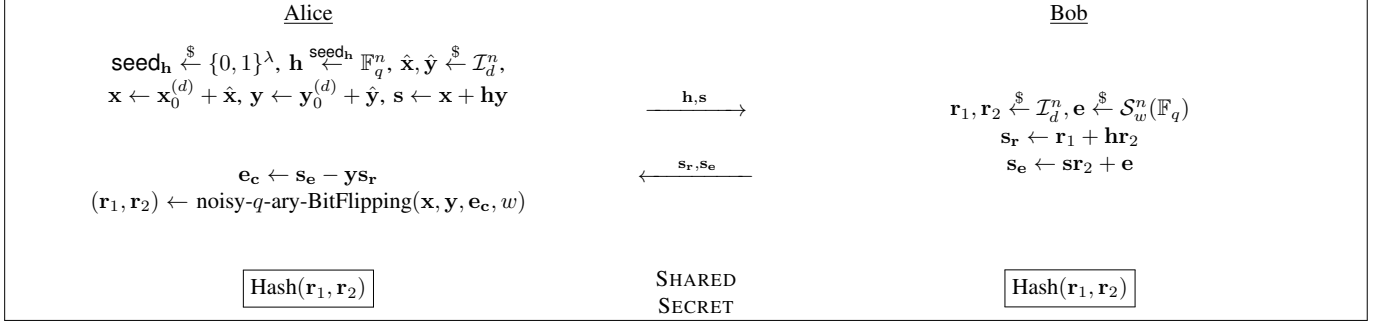 Alice
Bob
seed_h ←$ {0, 1}^λ, h ←seed_h F_q^n, x̂, ŷ ←$ I_d^n,
x ← x_0^(d) + x̂, y ← y_0^(d) + ŷ, s ← x + hy
h,s
r_1, r_2 ←$ I_d^n, e ←$ S_w^n(F_q)
s_r ← r_1 + hr_2
s_r,s_e
s_e ← sr_2 + e
e_c ← s_e − ys_r
(r_1, r_2) ← noisy-q-ary-BitFlipping(x, y, e_c, w)
Hash(r_1, r_2)
SHARED
SECRET
Hash(r_1, r_2)